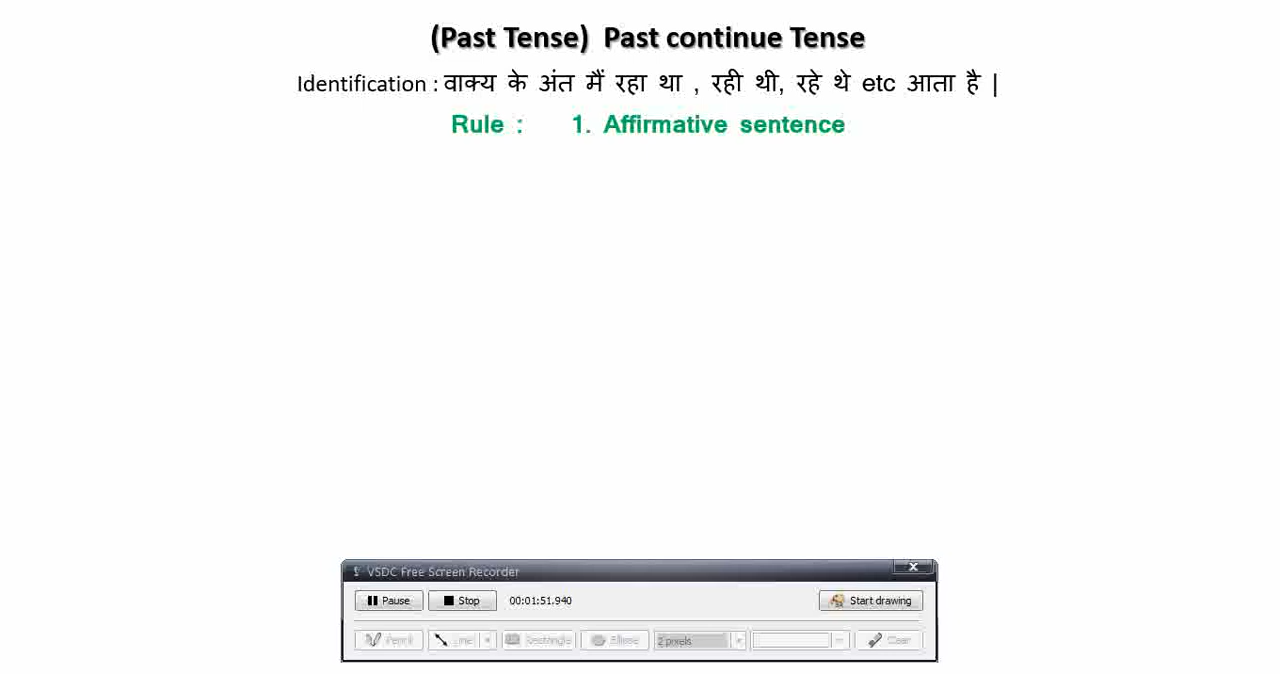 (Past Tense) Past continue Tense
Identification : वाक्य के अंत मैं रहा था , रही थी, रहे थे etc आता है |
Rule : 1. Affirmative sentence
VSDC Free Screen Recorder
Pause Stop 00:01:51.940 Start drawing
Pencil Line Rectangle Ellipse 2 pixels Clear